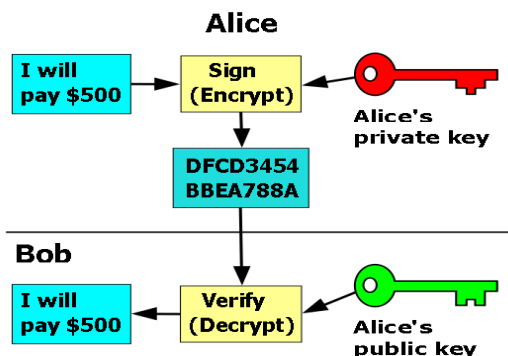 Alice
I will
pay $500
Sign
(Encrypt)
Alice's
private key
DFCD3454
BBEA788A
Bob
I will
pay $500
Verify
(Decrypt)
Alice's
public key